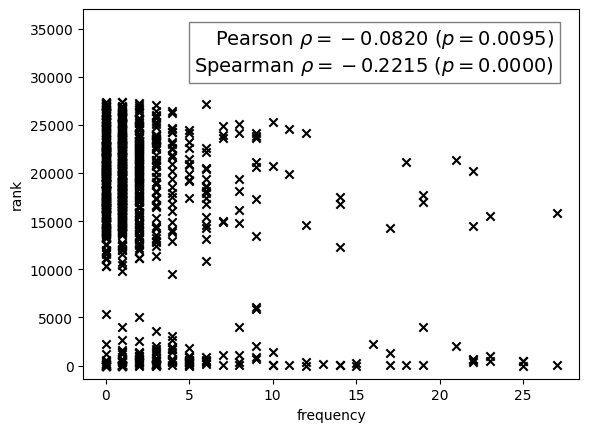 Pearson ρ = −0.0820 (p = 0.0095)
Spearman ρ = −0.2215 (p = 0.0000)
35000
30000
25000
20000
15000
10000
5000
0
rank
0 5 10 15 20 25
frequency